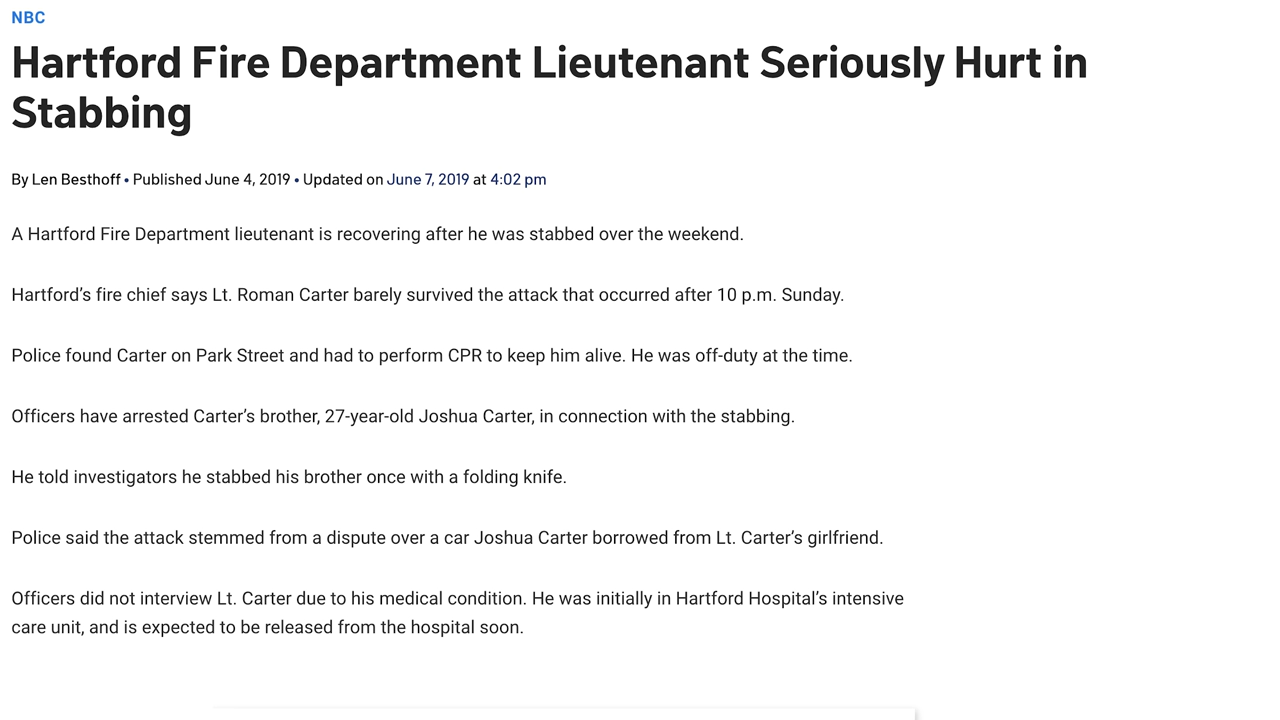 NBC
Hartford Fire Department Lieutenant Seriously Hurt in
Stabbing
By Len Besthoff • Published June 4, 2019 • Updated on June 7, 2019 at 4:02 pm
A Hartford Fire Department lieutenant is recovering after he was stabbed over the weekend.
Hartford’s fire chief says Lt. Roman Carter barely survived the attack that occurred after 10 p.m. Sunday.
Police found Carter on Park Street and had to perform CPR to keep him alive. He was off-duty at the time.
Officers have arrested Carter’s brother, 27-year-old Joshua Carter, in connection with the stabbing.
He told investigators he stabbed his brother once with a folding knife.
Police said the attack stemmed from a dispute over a car Joshua Carter borrowed from Lt. Carter’s girlfriend.
Officers did not interview Lt. Carter due to his medical condition. He was initially in Hartford Hospital’s intensive
care unit, and is expected to be released from the hospital soon.